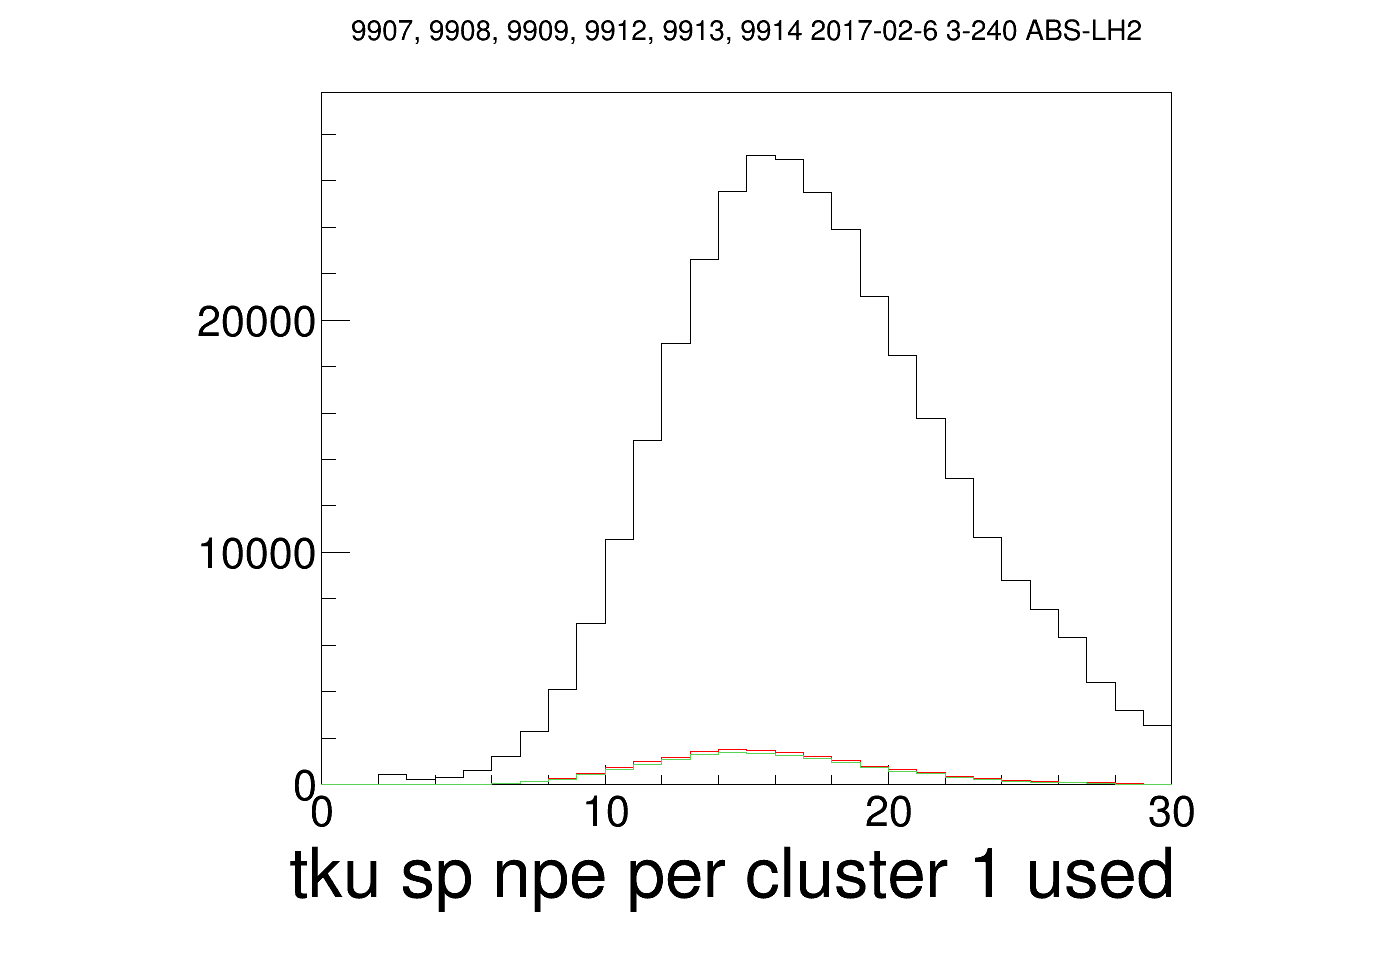 9907, 9908, 9909, 9912, 9913, 9914 2017-02-6 3-240 ABS-LH2
20000
10000
0
0 10 20 30
tku sp npe per cluster 1 used